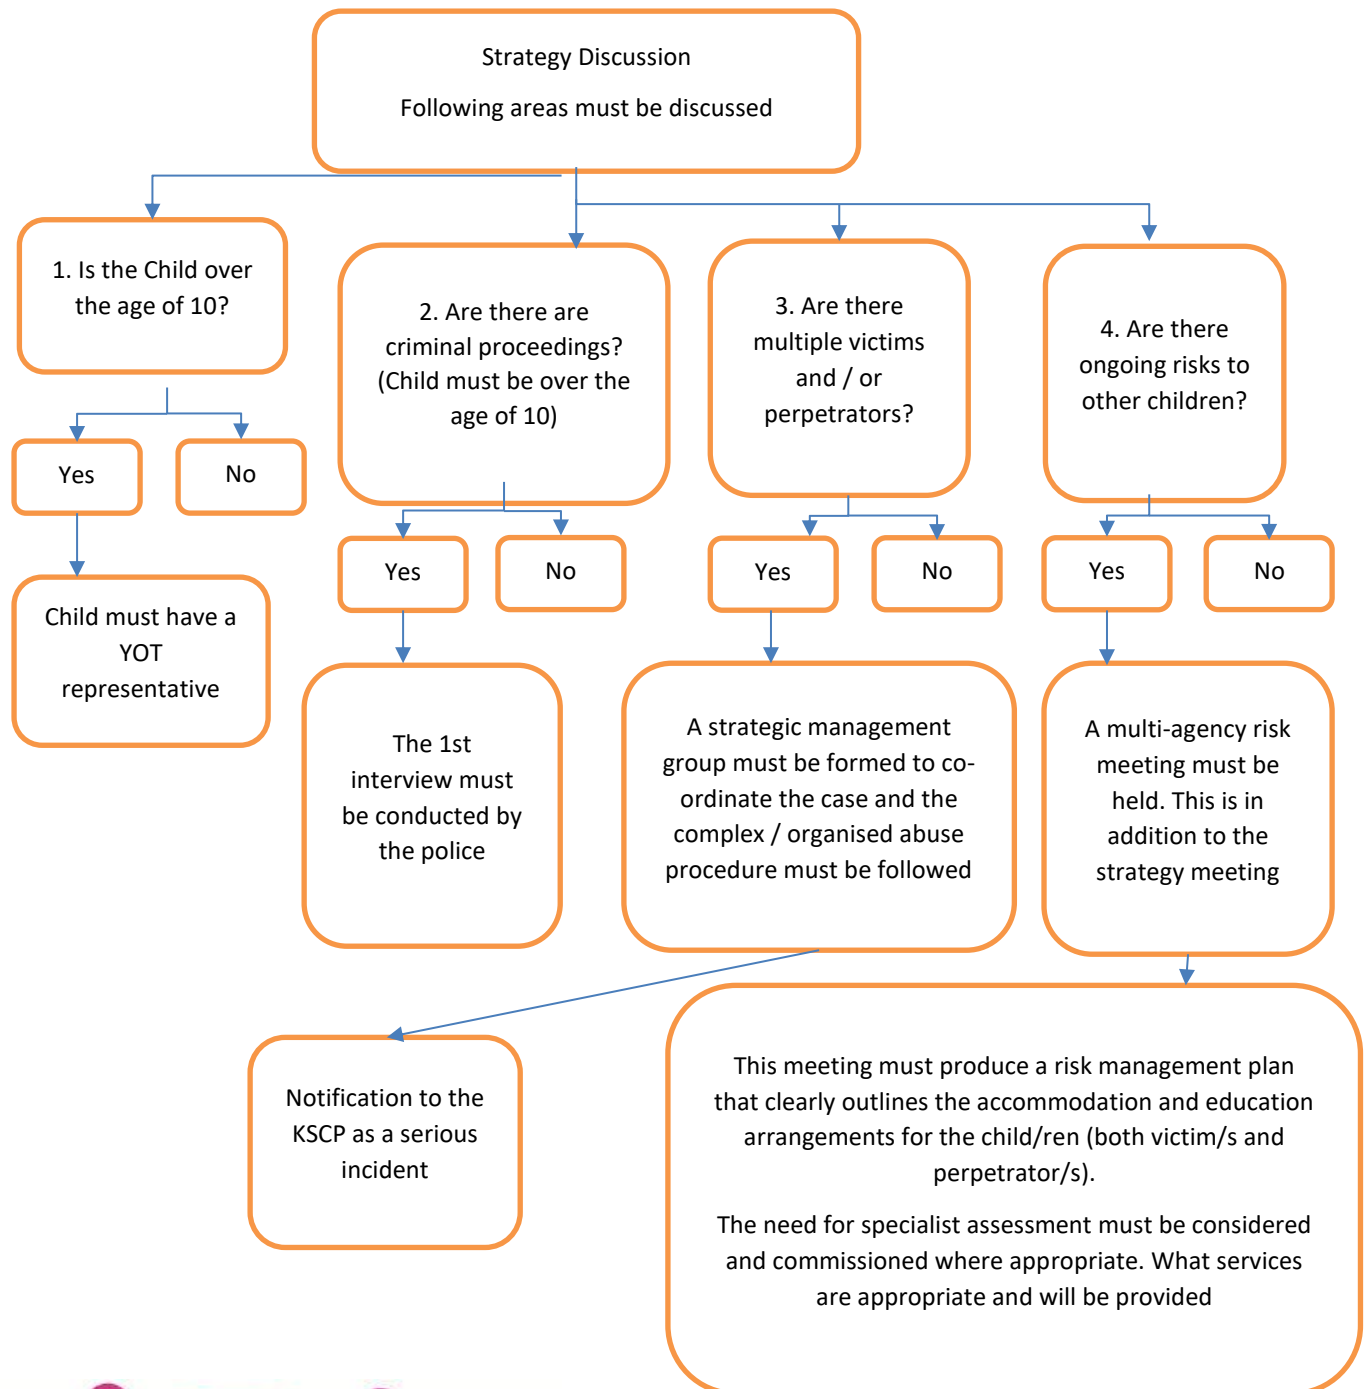 Strategy Discussion
Following areas must be discussed
1. Is the Child over
the age of 10?
2. Are there are
criminal proceedings?
(Child must be over the
age of 10)
3. Are there
multiple victims
and / or
perpetrators?
4. Are there
ongoing risks to
other children?
Yes
No
Yes
No
Yes
No
Yes
No
Child must have a
YOT
representative
The 1st
interview must
be conducted by
the police
A strategic management
group must be formed to co-
ordinate the case and the
complex / organised abuse
procedure must be followed
A multi-agency risk
meeting must be
held. This is in
addition to the
strategy meeting
Notification to the
KSCP as a serious
incident
This meeting must produce a risk management plan
that clearly outlines the accommodation and education
arrangements for the child/ren (both victim/s and
perpetrator/s).
The need for specialist assessment must be considered
and commissioned where appropriate. What services
are appropriate and will be provided